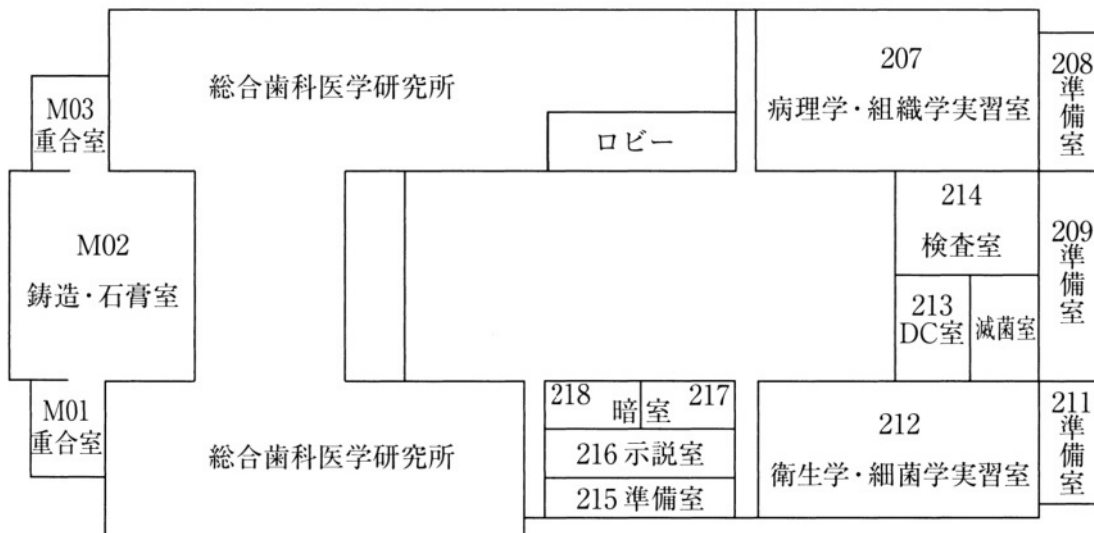 総合歯科医学研究所
ロビー
207
病理学・組織学実習室
208
準備室
M03
重合室
M02
鋳造・石膏室
M01
重合室
214
検査室
209
準備室
213
DC室
滅菌室
総合歯科医学研究所
218 暗室 217
216 示説室
215 準備室
212
衛生学・細菌学実習室
211
準備室